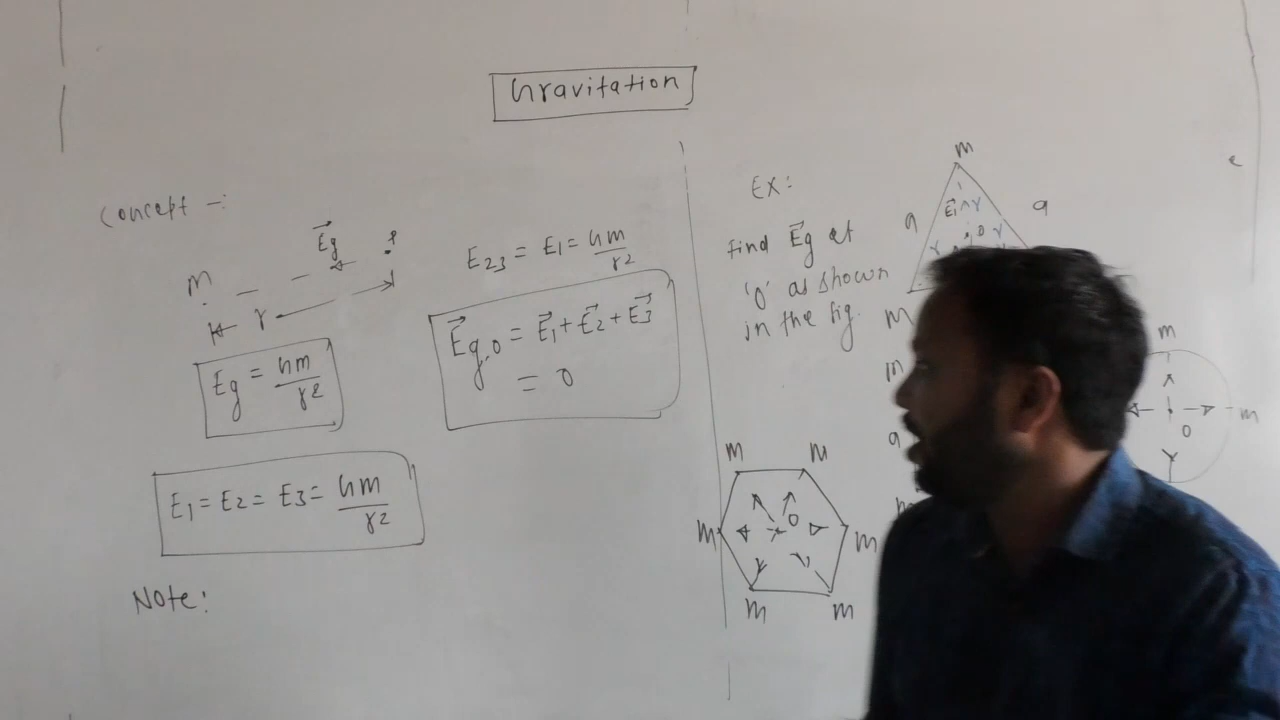 Gravitation
Concept -:
Eg
P
m
r
Eg = Gm/r2
E1 = E2 = E3 = Gm/r2
Note:
E23 = E1 = Gm/r2
Eg,0 = E1 + E2 + E3
= 0
EX:
Find Eg at
'O' as shown
in the fig.
m
a
a
E1
r
O
r
r
m
m
a
m
m
m
O
m
m
m
m
m
m
O